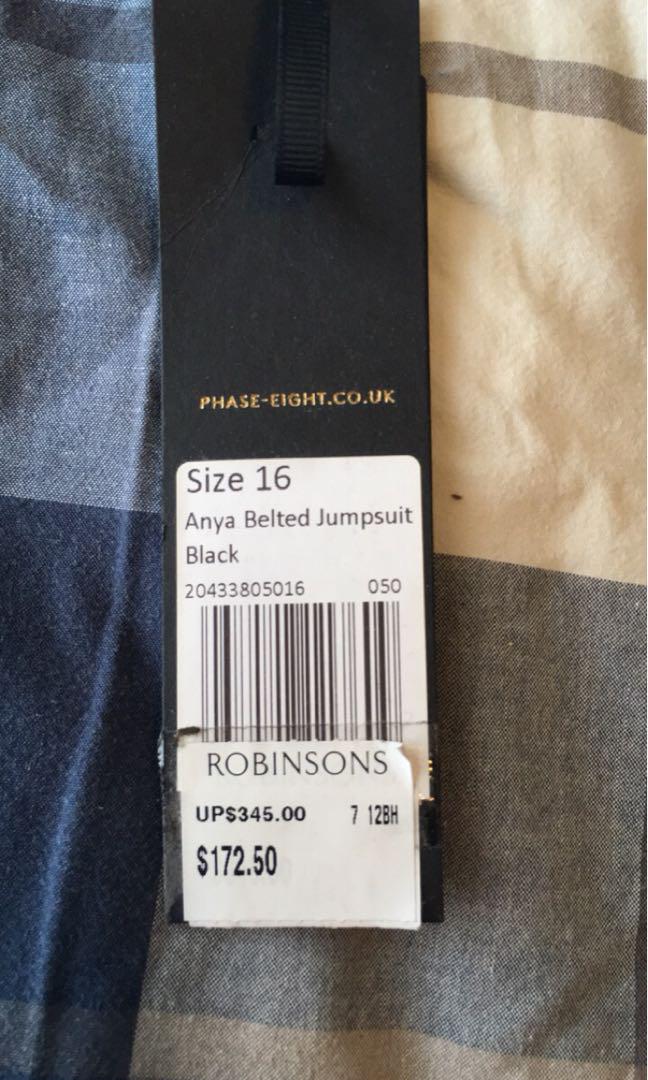 PHASE-EIGHT.CO.UK
Size 16
Anya Belted Jumpsuit
Black
20433805016 050
ROBINSONS
UP$345.00 7 12BH
$172.50